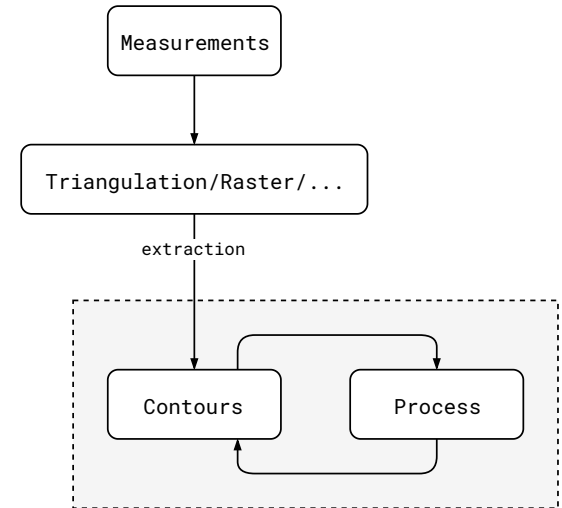 Measurements
Triangulation/Raster/...
extraction
Contours
Process